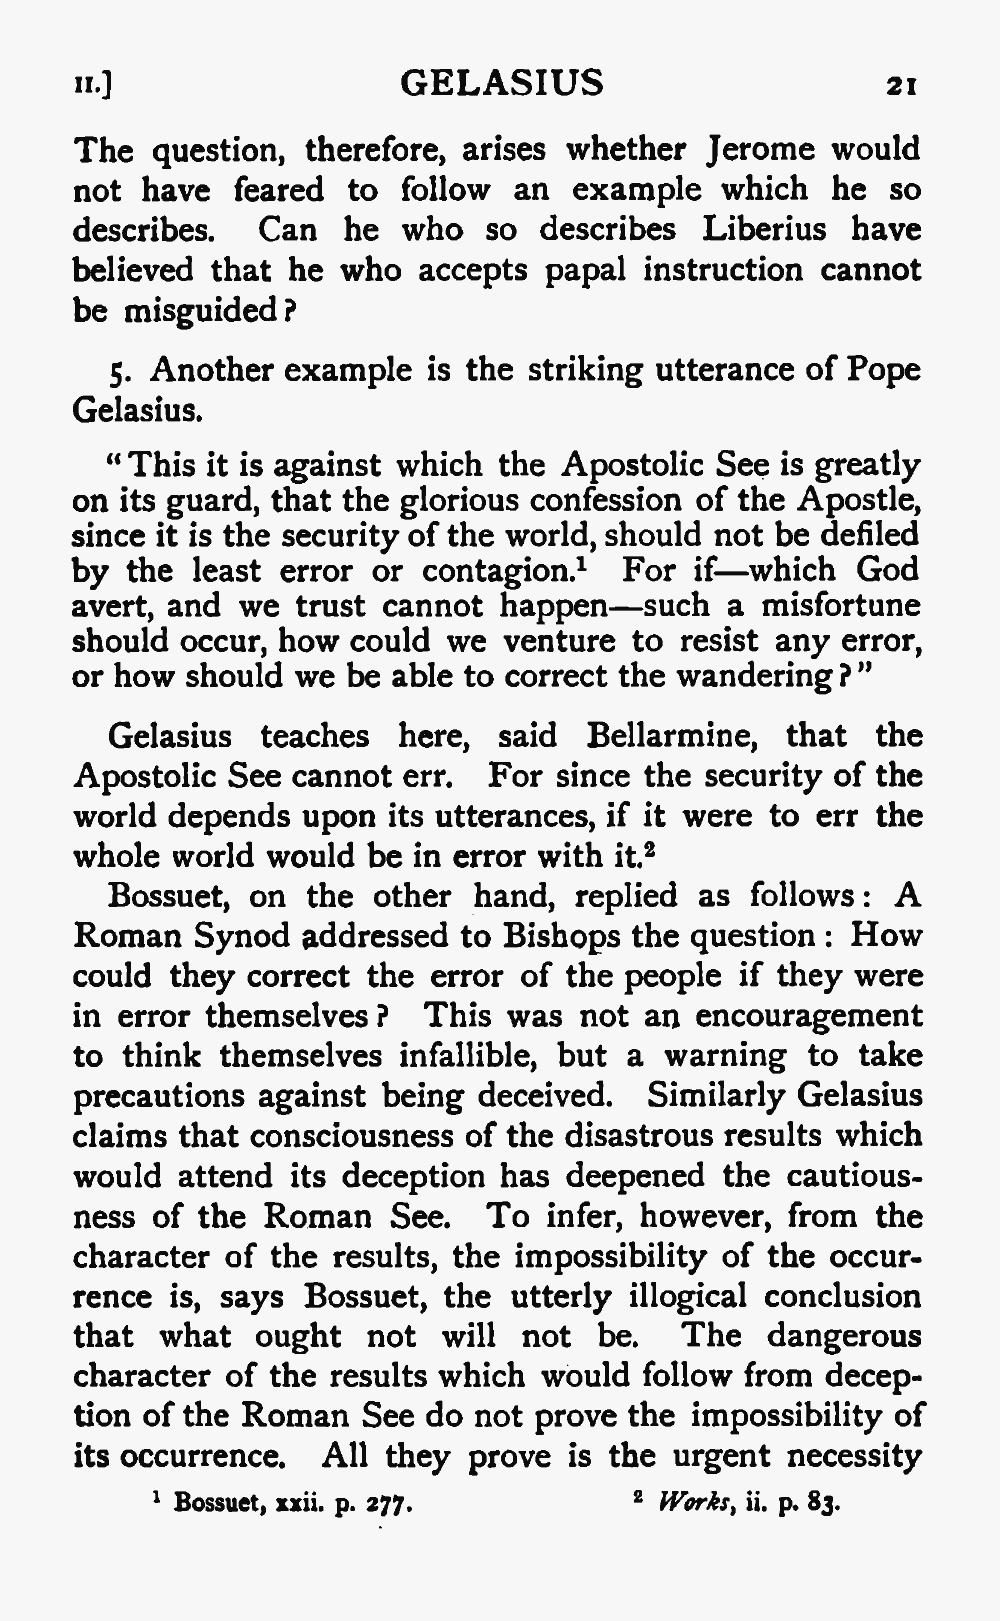 II.] GELASIUS 21
The question, therefore, arises whether Jerome would
not have feared to follow an example which he so
describes. Can he who so describes Liberius have
believed that he who accepts papal instruction cannot
be misguided?
5. Another example is the striking utterance of Pope
Gelasius.
“This it is against which the Apostolic See is greatly
on its guard, that the glorious confession of the Apostle,
since it is the security of the world, should not be defiled
by the least error or contagion.¹ For if—which God
avert, and we trust cannot happen—such a misfortune
should occur, how could we venture to resist any error,
or how should we be able to correct the wandering?”
Gelasius teaches here, said Bellarmine, that the
Apostolic See cannot err. For since the security of the
world depends upon its utterances, if it were to err the
whole world would be in error with it.²
Bossuet, on the other hand, replied as follows: A
Roman Synod addressed to Bishops the question: How
could they correct the error of the people if they were
in error themselves? This was not an encouragement
to think themselves infallible, but a warning to take
precautions against being deceived. Similarly Gelasius
claims that consciousness of the disastrous results which
would attend its deception has deepened the cautious-
ness of the Roman See. To infer, however, from the
character of the results, the impossibility of the occur-
rence is, says Bossuet, the utterly illogical conclusion
that what ought not will not be. The dangerous
character of the results which would follow from decep-
tion of the Roman See do not prove the impossibility of
its occurrence. All they prove is the urgent necessity
¹ Bossuet, xxii. p. 277. ² Works, ii. p. 83.